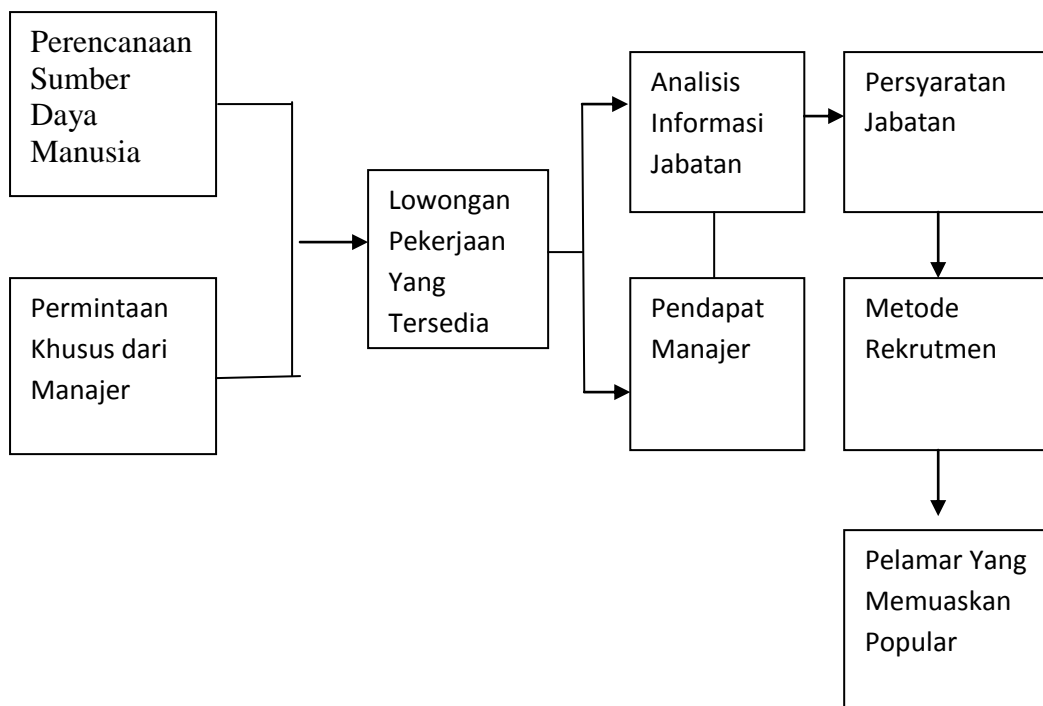 Perencanaan
Sumber
Daya
Manusia
Permintaan
Khusus dari
Manajer
Lowongan
Pekerjaan
Yang
Tersedia
Analisis
Informasi
Jabatan
Pendapat
Manajer
Persyaratan
Jabatan
Metode
Rekrutmen
Pelamar Yang
Memuaskan
Popular